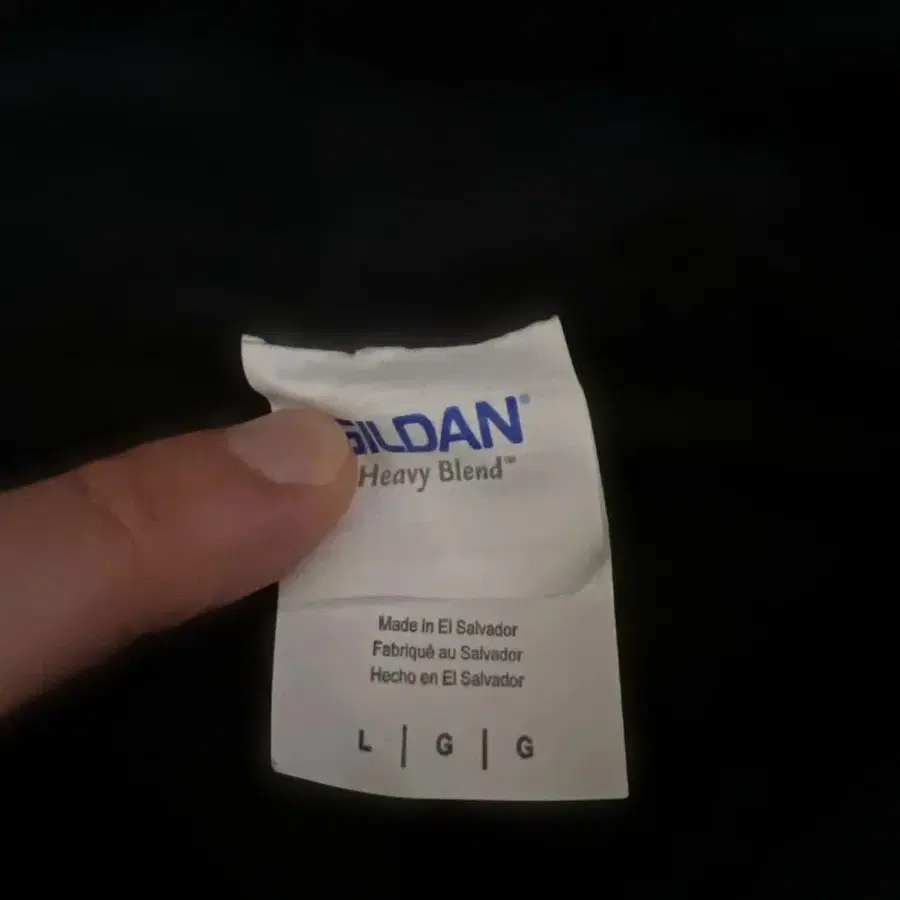 GILDAN®
Heavy Blend™
Made in El Salvador
Fabriqué au Salvador
Hecho en El Salvador
L | G | G